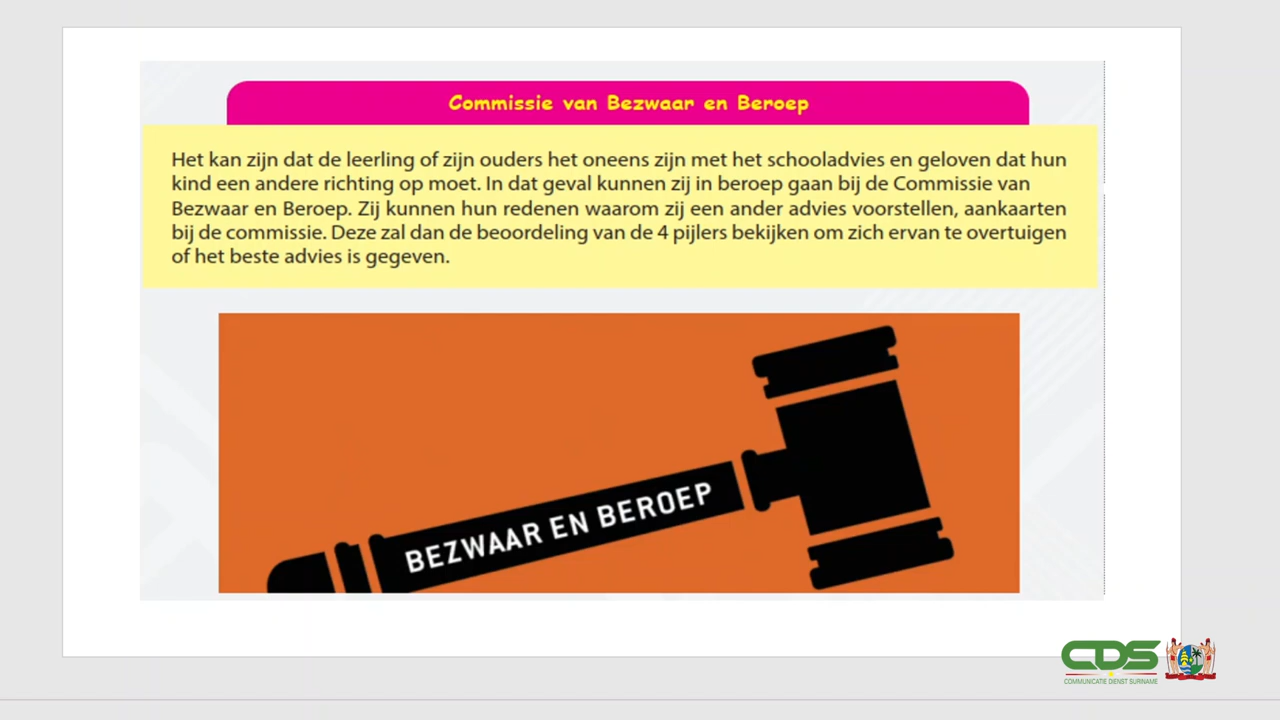 Commissie van Bezwaar en Beroep
Het kan zijn dat de leerling of zijn ouders het oneens zijn met het schooladvies en geloven dat hun
kind een andere richting op moet. In dat geval kunnen zij in beroep gaan bij de Commissie van
Bezwaar en Beroep. Zij kunnen hun redenen waarom zij een ander advies voorstellen, aankaarten
bij de commissie. Deze zal dan de beoordeling van de 4 pijlers bekijken om zich ervan te overtuigen
of het beste advies is gegeven.
BEZWAAR EN BEROEP
CDS
COMMUNICATIE DIENST SURINAME